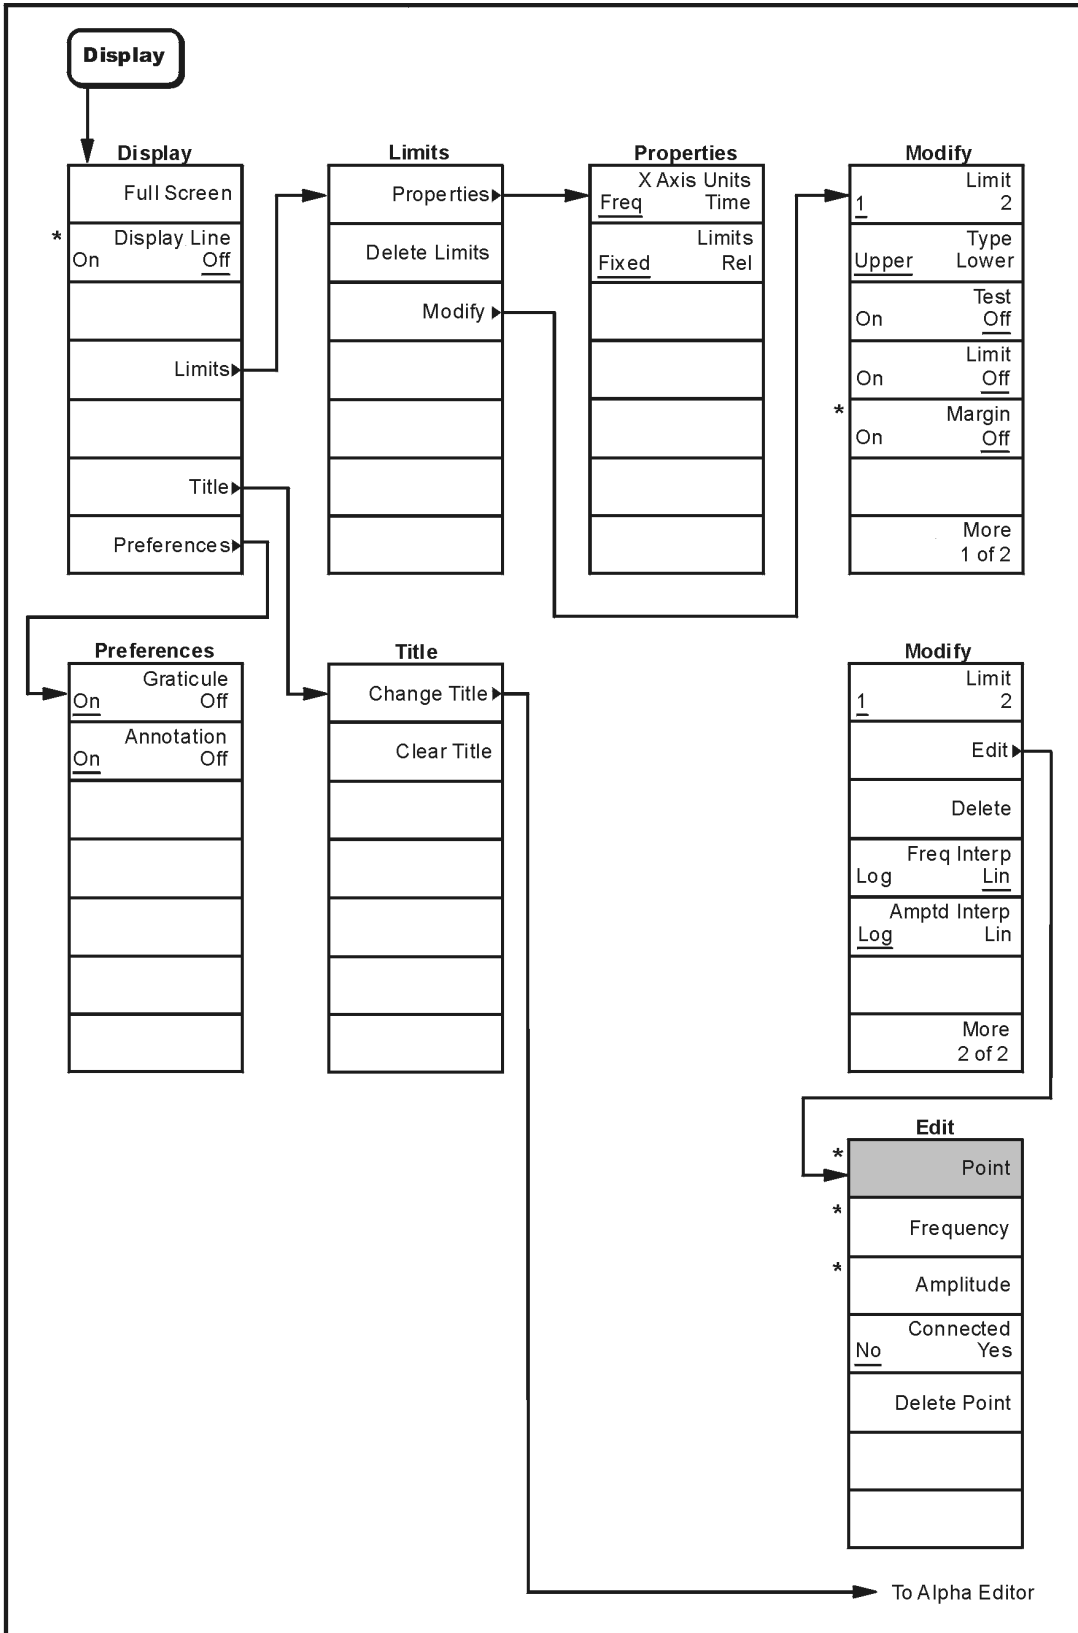 Display
Display
Full Screen
* Display Line
On Off
Limits
Title
Preferences
Limits
Properties
Delete Limits
Modify
Properties
X Axis Units
Freq Time
Limits
Fixed Rel
Modify
Limit
1 2
Type
Upper Lower
Test
On Off
Limit
On Off
* Margin
On Off
More
1 of 2
Preferences
Graticule
On Off
Annotation
On Off
Title
Change Title
Clear Title
Modify
Limit
1 2
Edit
Delete
Freq Interp
Log Lin
Amptd Interp
Log Lin
More
2 of 2
Edit
* Point
* Frequency
* Amplitude
Connected
No Yes
Delete Point
To Alpha Editor